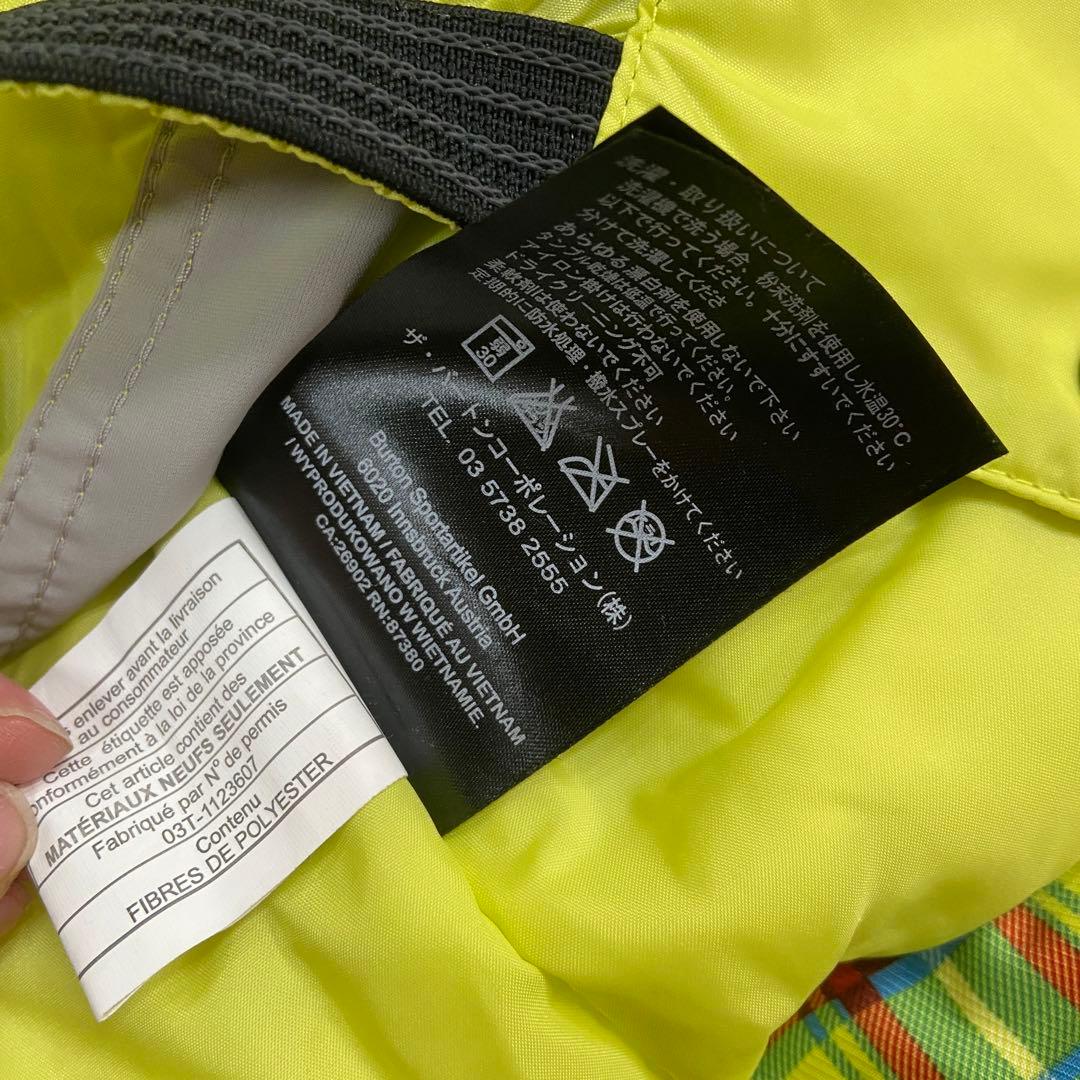 洗濯・取り扱いについて
洗濯機で洗う場合、粉末洗剤を使用し水温30℃
以下で行ってください。十分にすすいでください
分けて洗濯してくださ
あらゆる漂白剤を使用しないで下さい
タンブル乾燥は低温で行ってください
アイロン掛けは行わないでください
ドライクリーニング不可
柔軟剤は使わないでください
定期的に防水処理・撥水スプレーをかけてください
弱
30
ザ・バートンコーポレーション(株)
TEL. 03 5738 2555
Burton Sportartikel GmbH
6020 Innsbruck Austria
MADE IN VIETNAM / FABRIQUÉ AU VIETNAM
/ WYPRODUKOWANO W WIETNAMIE
CA:26902 RN:87380
enlever avant la livraison
au consommateur
Cette étiquette est apposée
onformément à la loi de la province
Cet article contient des
MATÉRIAUX NEUFS SEULEMENT
Fabriqué par N° de permis
03T-1123607
Contenu
FIBRES DE POLYESTER